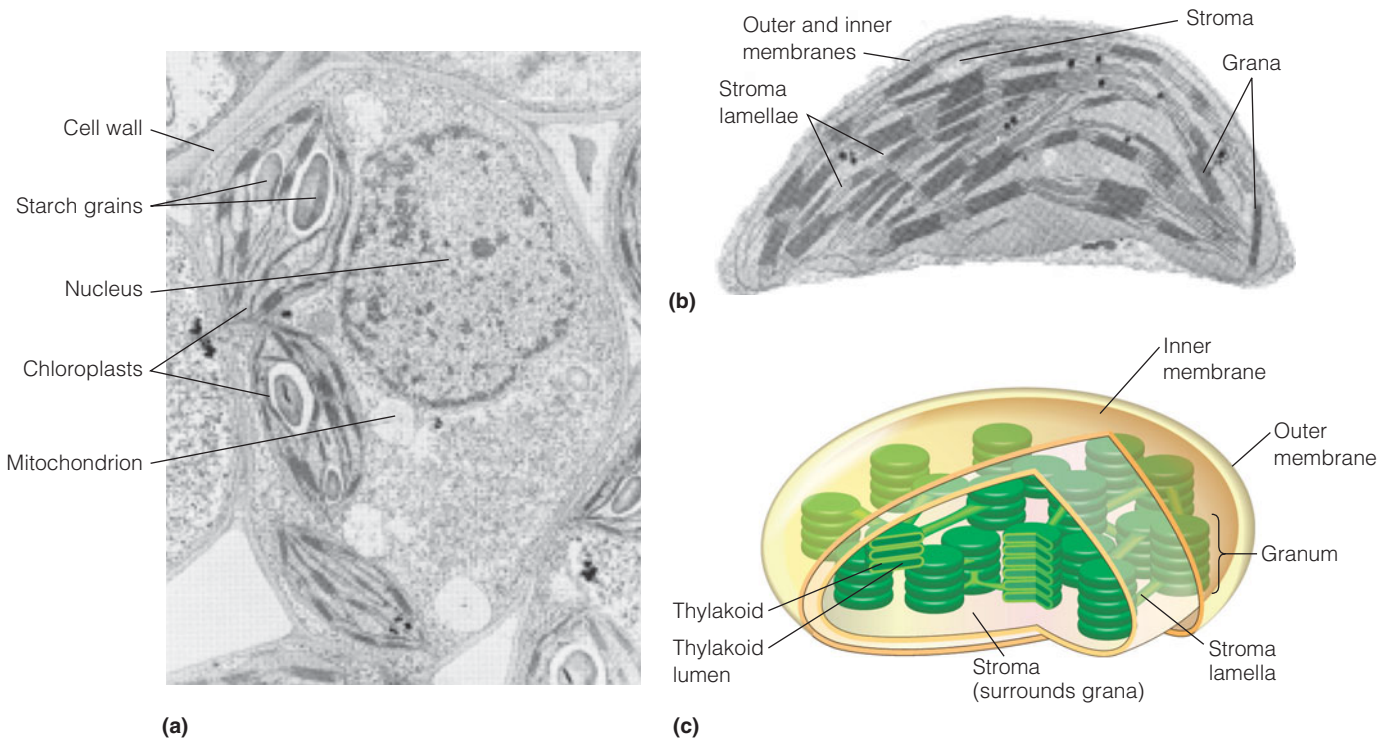 Cell wall
Starch grains
Nucleus
Chloroplasts
Mitochondrion
(a)
Outer and inner
membranes
Stroma
Grana
Stroma
lamellae
(b)
Inner
membrane
Outer
membrane
Granum
Thylakoid
Thylakoid
lumen
Stroma
(surrounds grana)
Stroma
lamella
(c)